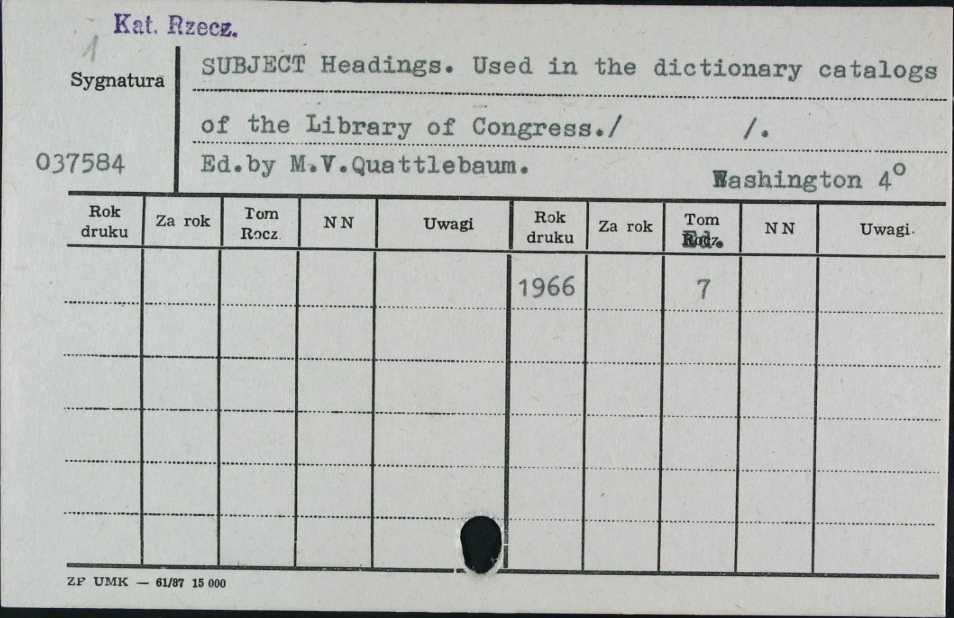 Kat. Rzecz.
1
SUBJECT Headings. Used in the dictionary catalogs
Sygnatura
of the Library of Congress./ /.
037584
Ed.by M.V.Quattlebaum.
Washington 4°
Rok druku Za rok Tom Rocz. NN Uwagi Rok druku Za rok Tom Ed. NN Uwagi
1966 7
ZP UMK — 61/87 15 000